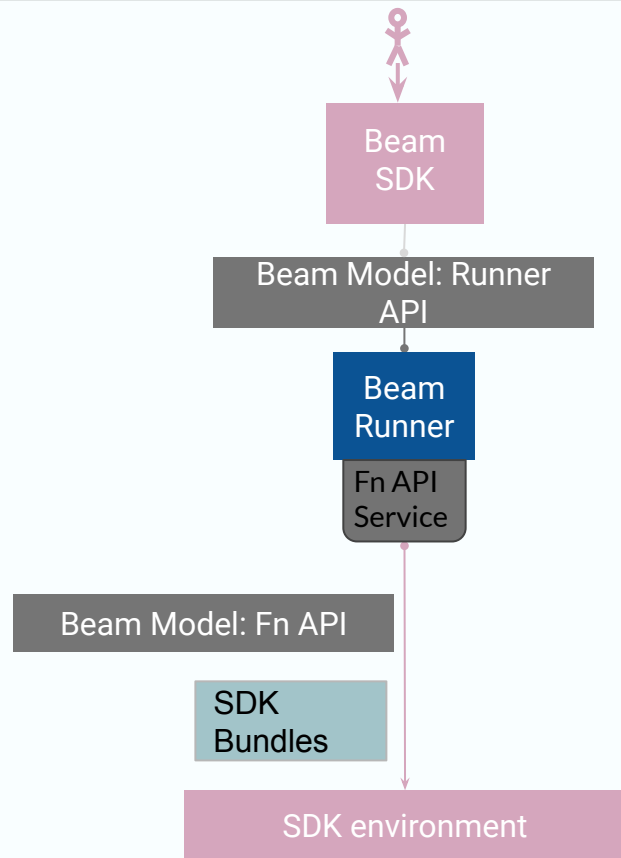 Beam
SDK
Beam Model: Runner
API
Beam
Runner
Fn API
Service
Beam Model: Fn API
SDK
Bundles
SDK environment